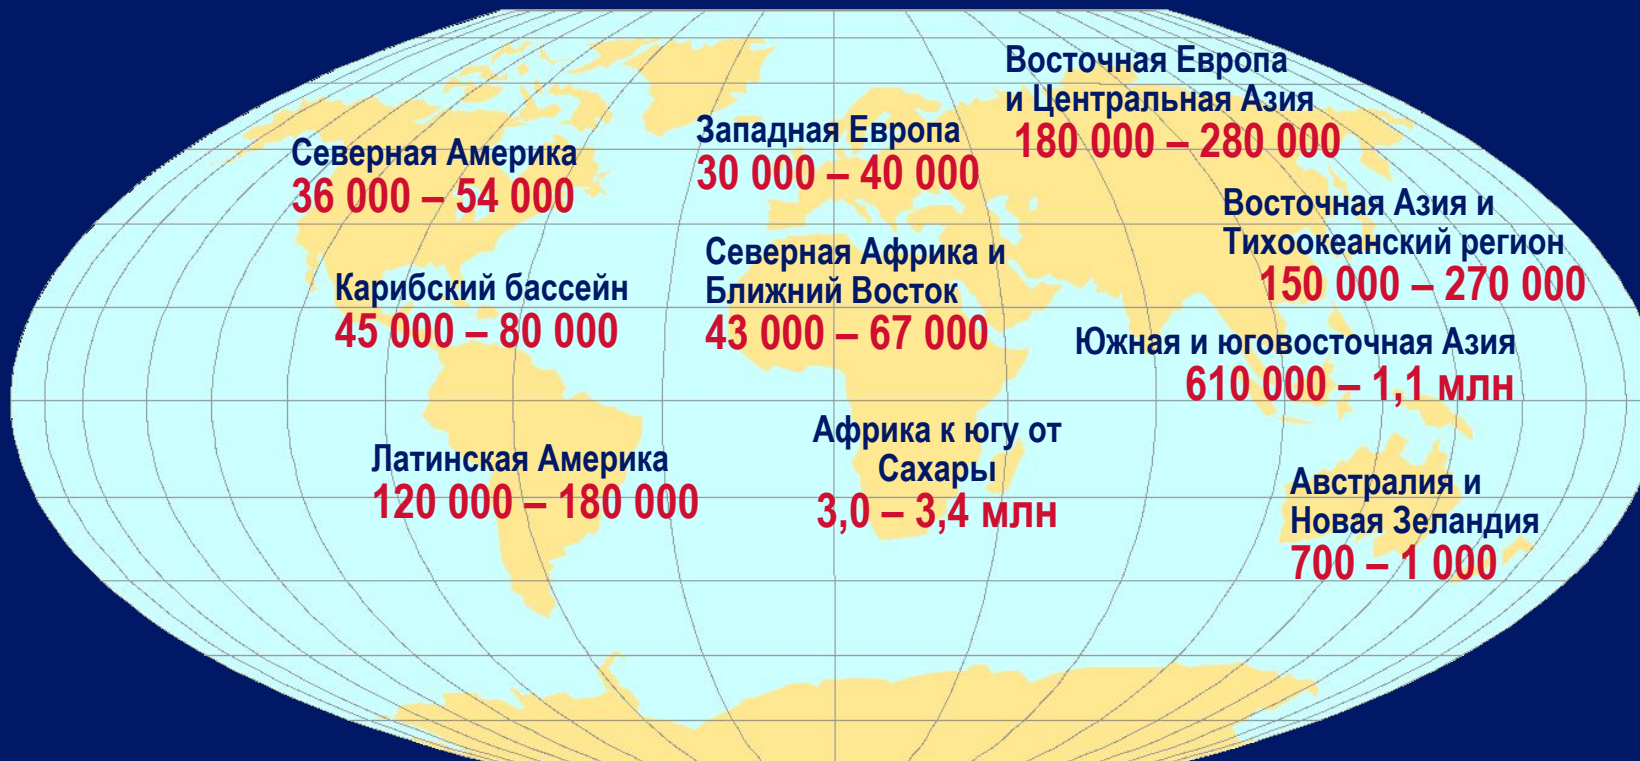 Восточная Европа
и Центральная Азия
180 000 – 280 000
Западная Европа
30 000 – 40 000
Северная Америка
36 000 – 54 000
Восточная Азия и
Тихоокеанский регион
150 000 – 270 000
Северная Африка и
Ближний Восток
43 000 – 67 000
Карибский бассейн
45 000 – 80 000
Южная и юговосточная Азия
610 000 – 1,1 млн
Африка к югу от
Сахары
3,0 – 3,4 млн
Латинская Америка
120 000 – 180 000
Австралия и
Новая Зеландия
700 – 1 000